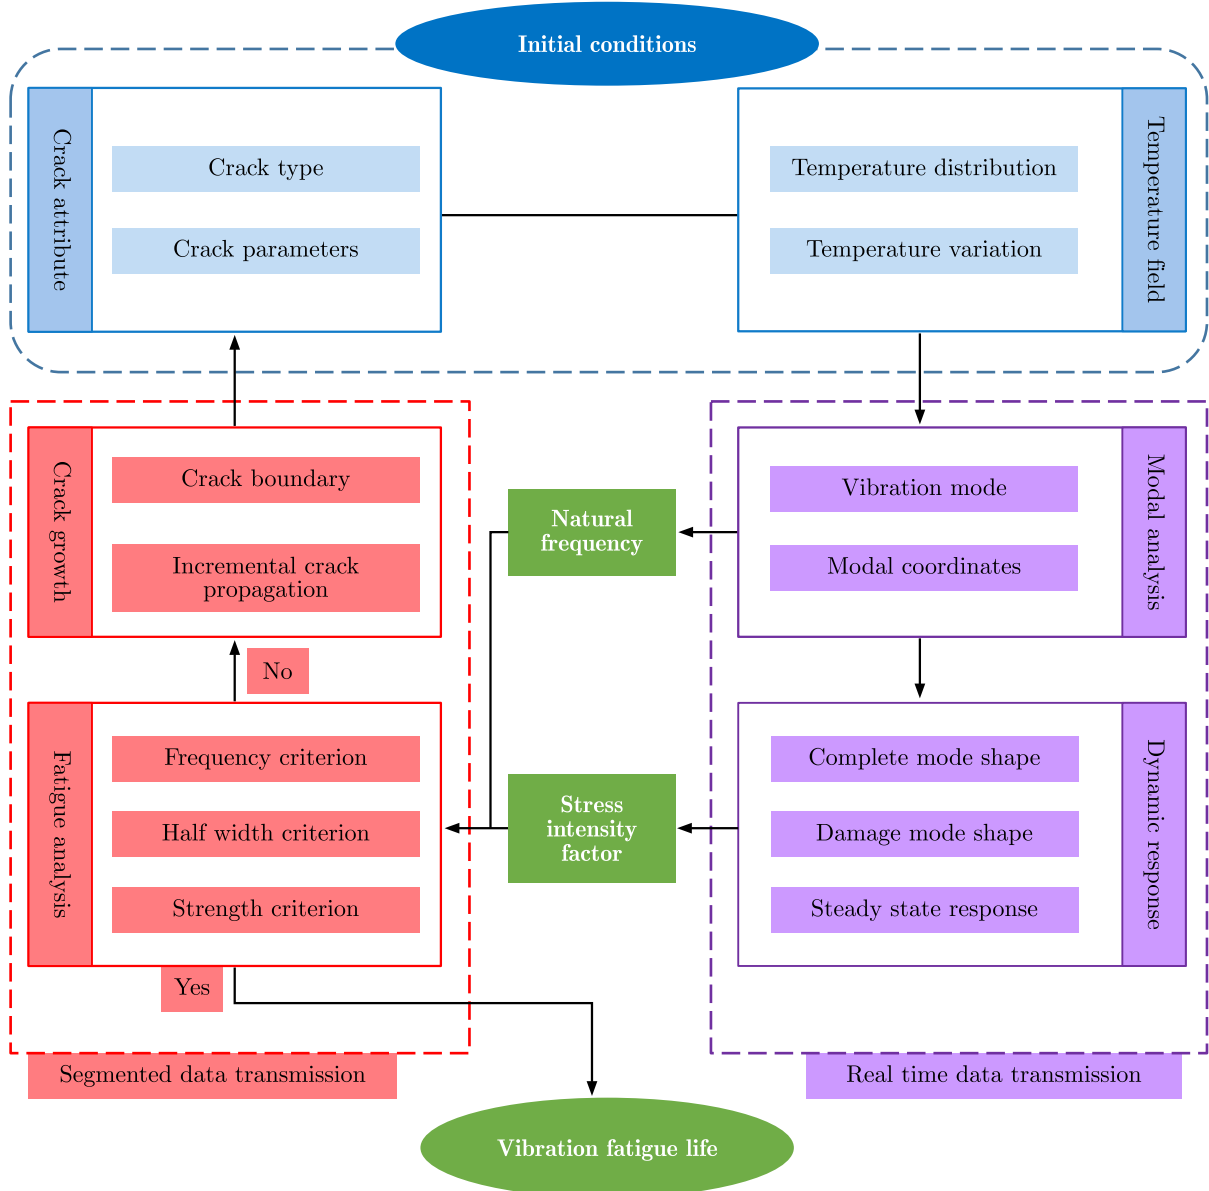 Initial conditions
Crack attribute
Crack type
Crack parameters
Temperature distribution
Temperature variation
Temperature field
Crack growth
Crack boundary
Incremental crack
propagation
Natural
frequency
Vibration mode
Modal coordinates
Modal analysis
No
Fatigue analysis
Frequency criterion
Half width criterion
Strength criterion
Stress
intensity
factor
Complete mode shape
Damage mode shape
Steady state response
Dynamic response
Yes
Segmented data transmission
Real time data transmission
Vibration fatigue life